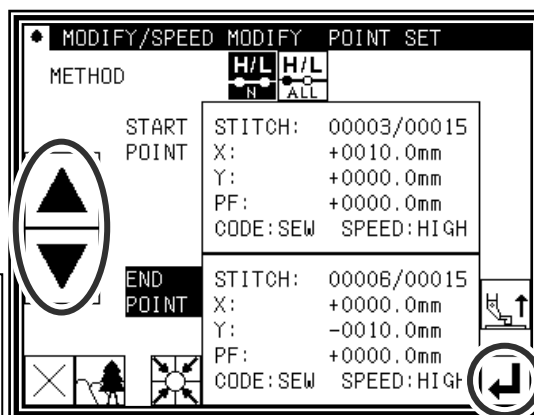 MODIFY/SPEED MODIFY POINT SET
METHOD
H/L N
H/L ALL
START POINT
STITCH: 00003/00015
X: +0010.0mm
Y: +0000.0mm
PF: +0000.0mm
CODE:SEW SPEED:HIGH
END POINT
STITCH: 00006/00015
X: +0000.0mm
Y: -0010.0mm
PF: +0000.0mm
CODE:SEW SPEED:HIGH